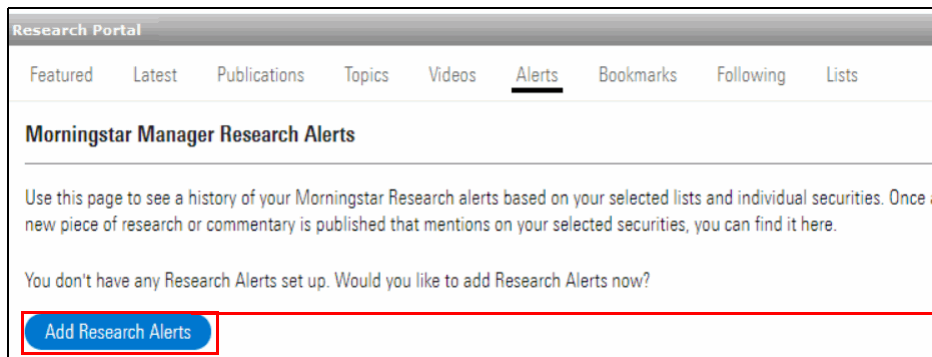 Research Portal
Featured Latest Publications Topics Videos Alerts Bookmarks Following Lists
Morningstar Manager Research Alerts
Use this page to see a history of your Morningstar Research alerts based on your selected lists and individual securities. Once
new piece of research or commentary is published that mentions on your selected securities, you can find it here.
You don't have any Research Alerts set up. Would you like to add Research Alerts now?
Add Research Alerts